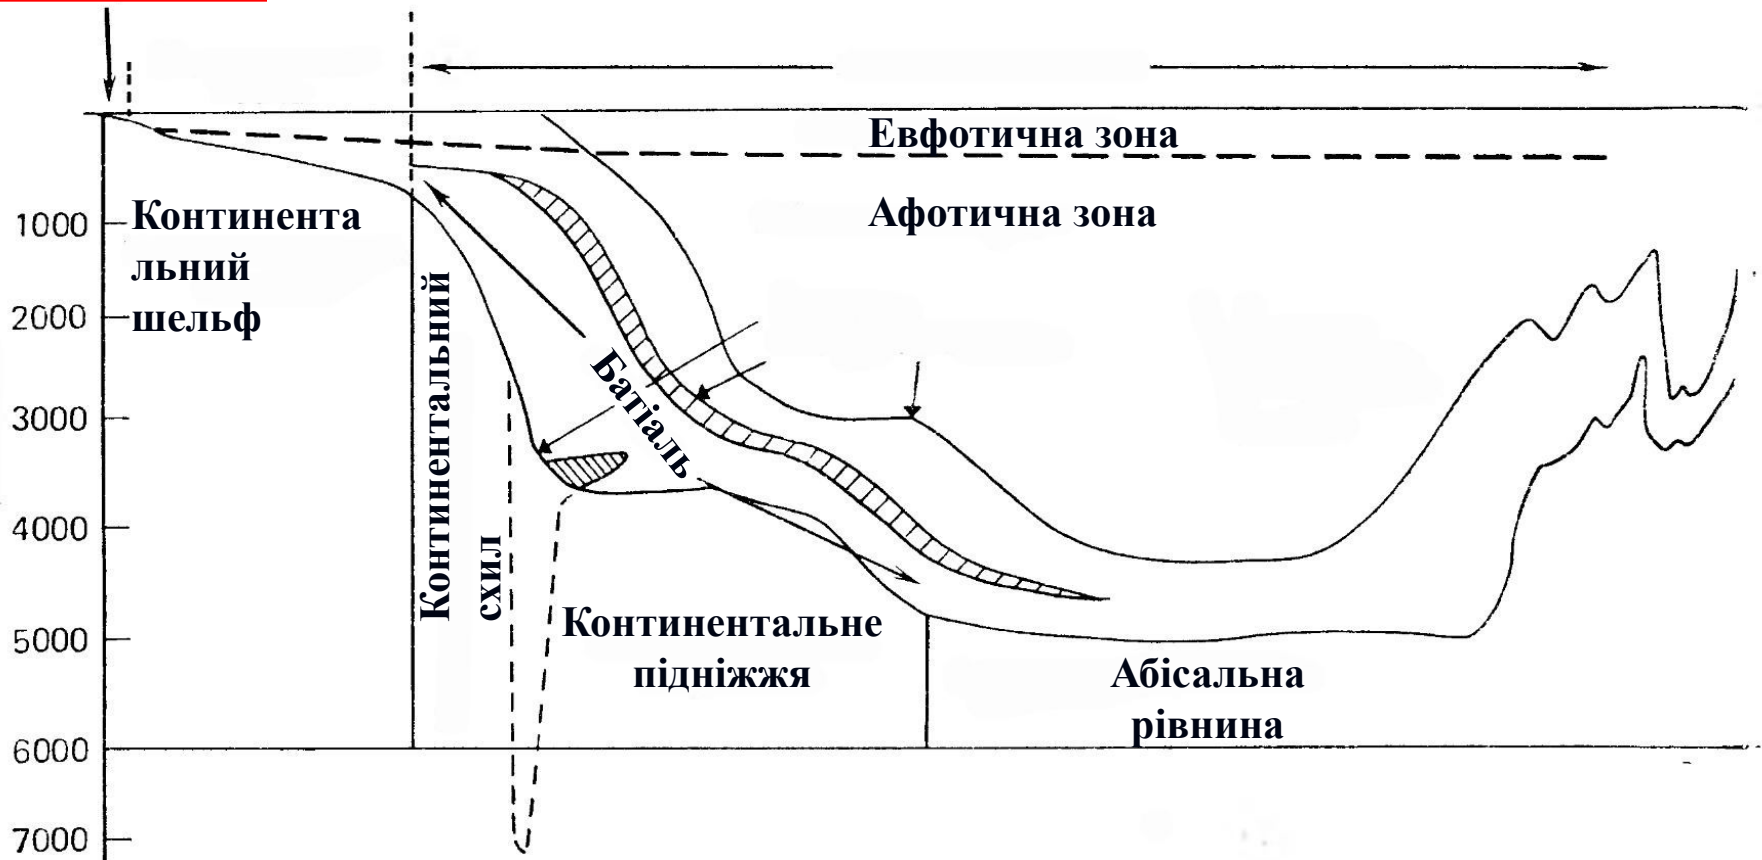 Евфотична зона
Афотична зона
1000
2000
3000
4000
5000
6000
7000
Континента
льний
шельф
Континентальний
схил
Батіаль
Континентальне
підніжжя
Абісальна
рівнина